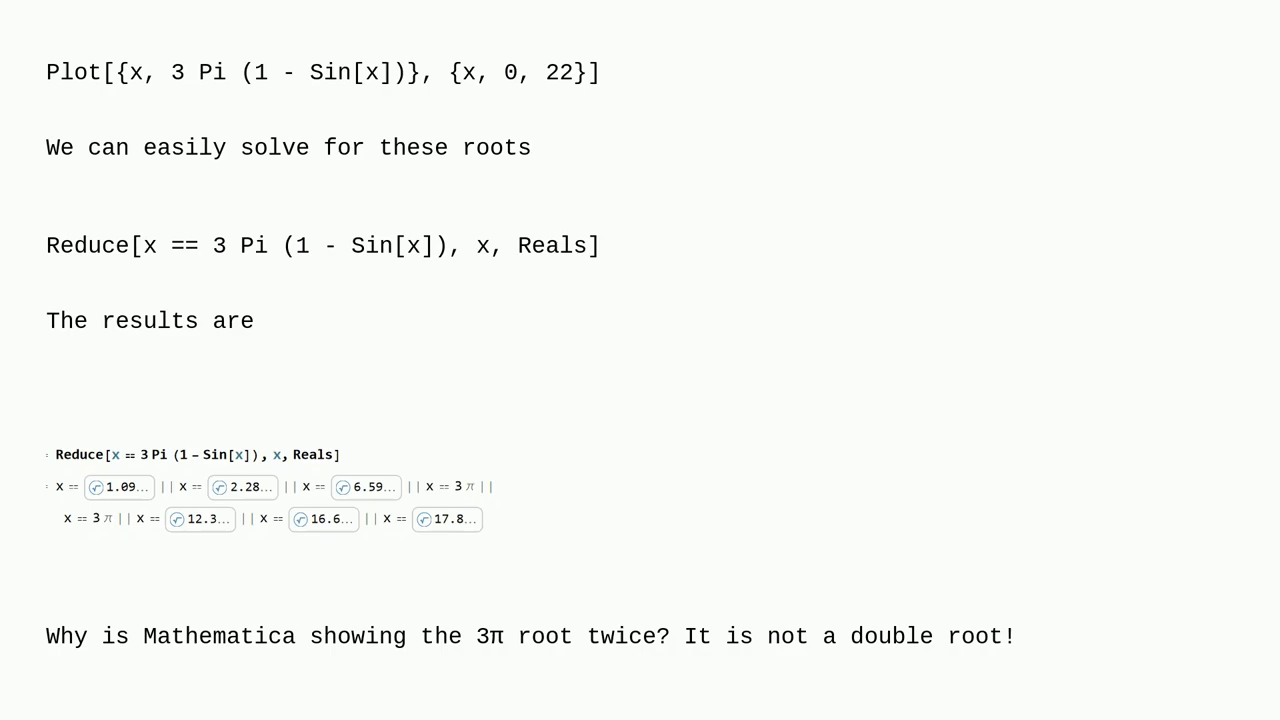 Plot[{x, 3 Pi (1 - Sin[x])}, {x, 0, 22}]
We can easily solve for these roots
Reduce[x == 3 Pi (1 - Sin[x]), x, Reals]
The results are
Reduce[x == 3 Pi (1 - Sin[x]), x, Reals]
x == 1.09... || x == 2.28... || x == 6.59... || x == 3 π ||
x == 3 π || x == 12.3... || x == 16.6... || x == 17.8...
Why is Mathematica showing the 3π root twice? It is not a double root!